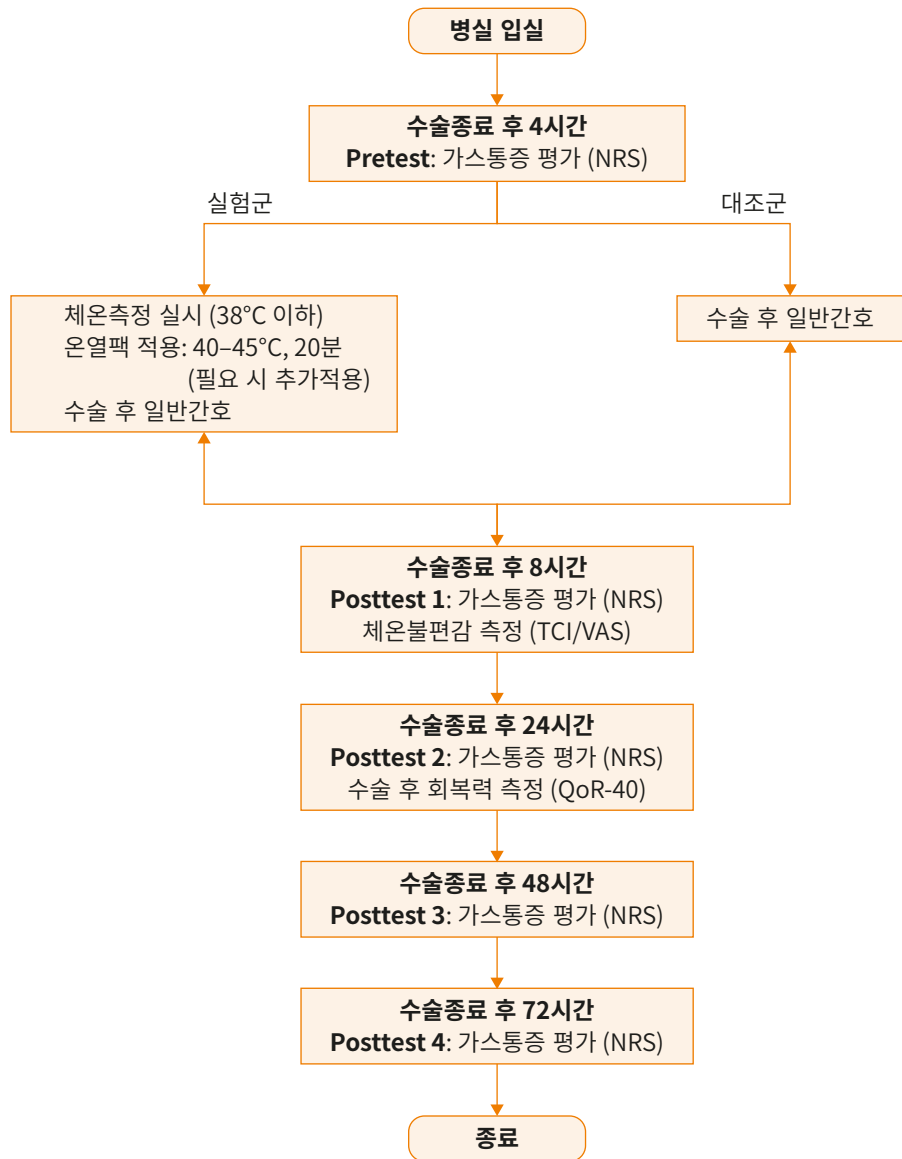 병실 입실
수술종료 후 4시간
Pretest: 가스통증 평가 (NRS)
실험군
대조군
체온측정 실시 (38°C 이하)
온열팩 적용: 40–45°C, 20분
(필요 시 추가적용)
수술 후 일반간호
수술 후 일반간호
수술종료 후 8시간
Posttest 1: 가스통증 평가 (NRS)
체온불편감 측정 (TCI/VAS)
수술종료 후 24시간
Posttest 2: 가스통증 평가 (NRS)
수술 후 회복력 측정 (QoR-40)
수술종료 후 48시간
Posttest 3: 가스통증 평가 (NRS)
수술종료 후 72시간
Posttest 4: 가스통증 평가 (NRS)
종료